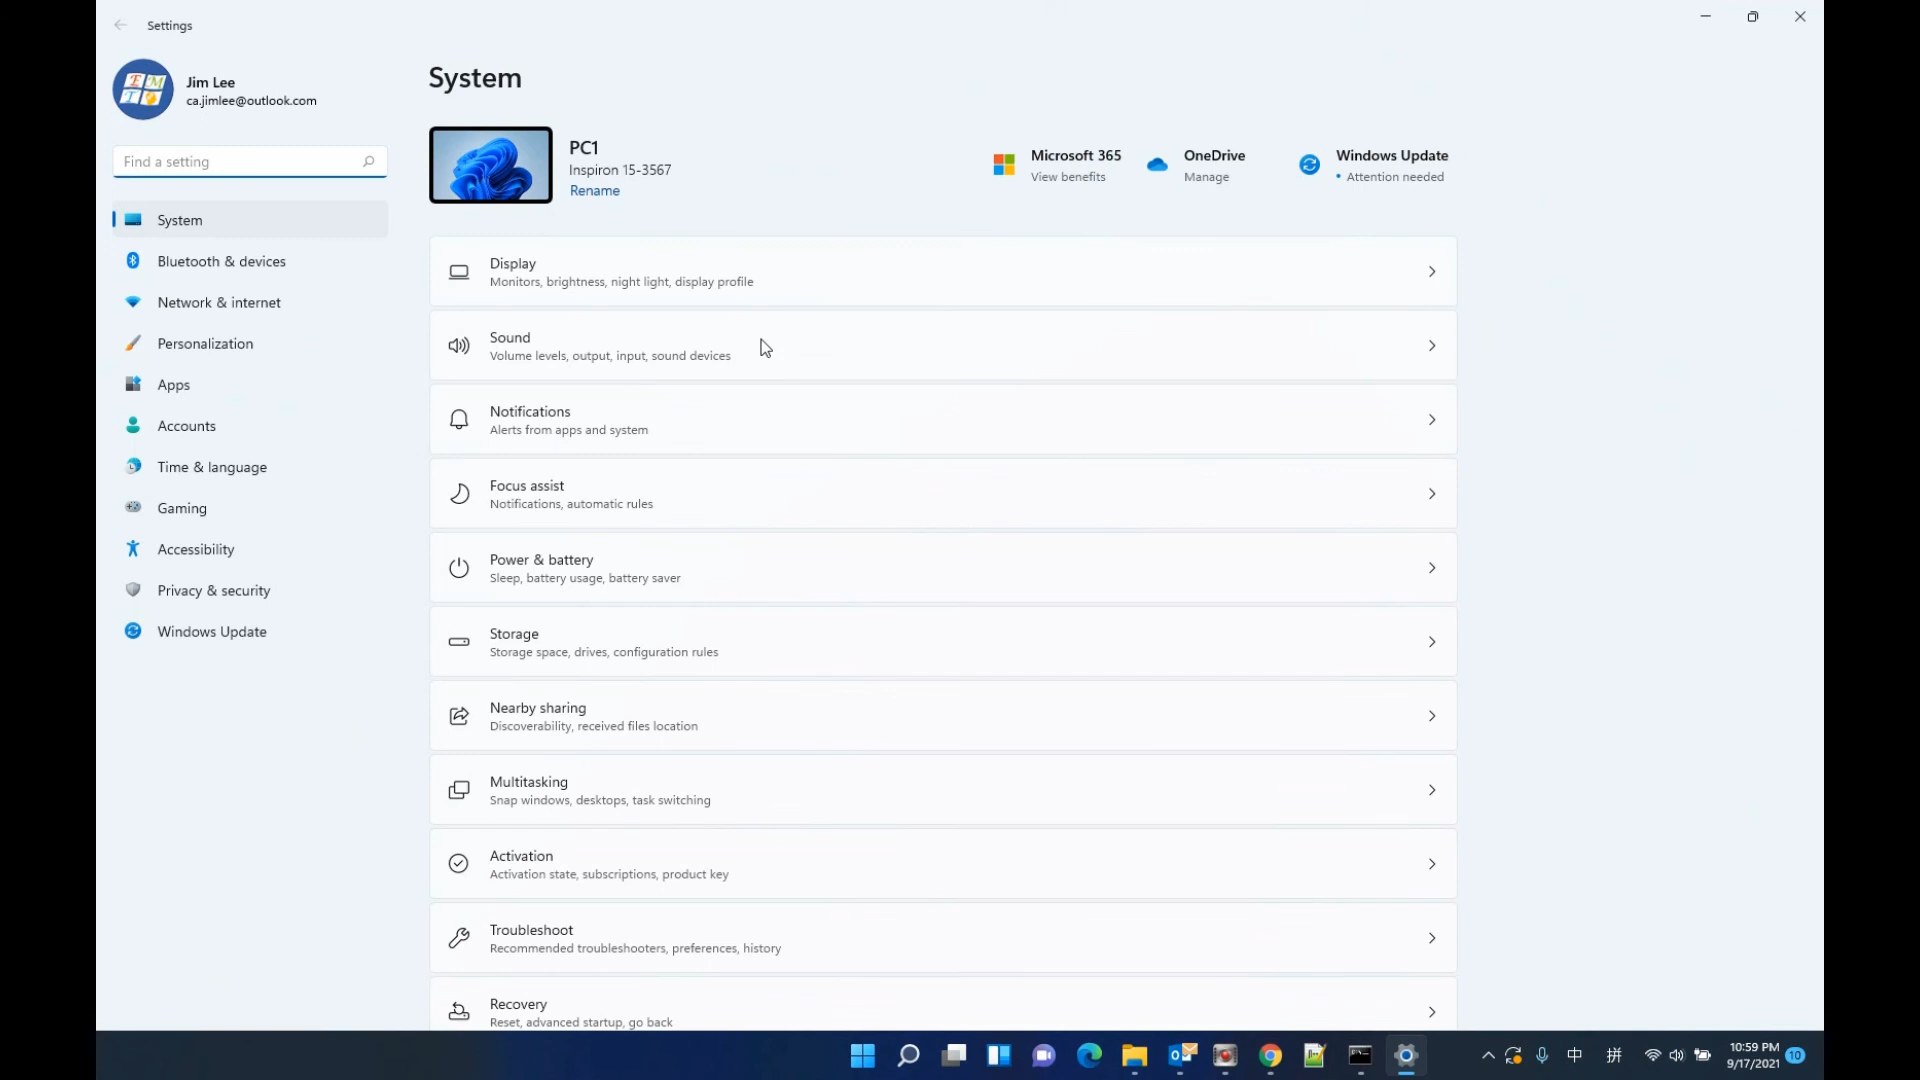 Settings
Jim Lee
ca.jimlee@outlook.com
Find a setting
System
Bluetooth & devices
Network & internet
Personalization
Apps
Accounts
Time & language
Gaming
Accessibility
Privacy & security
Windows Update
System
PC1
Inspiron 15-3567
Rename
Microsoft 365
View benefits
OneDrive
Manage
Windows Update
• Attention needed
Display
Monitors, brightness, night light, display profile
Sound
Volume levels, output, input, sound devices
Notifications
Alerts from apps and system
Focus assist
Notifications, automatic rules
Power & battery
Sleep, battery usage, battery saver
Storage
Storage space, drives, configuration rules
Nearby sharing
Discoverability, received files location
Multitasking
Snap windows, desktops, task switching
Activation
Activation state, subscriptions, product key
Troubleshoot
Recommended troubleshooters, preferences, history
Recovery
Reset, advanced startup, go back
中
拼
10:59 PM
9/17/2021
10